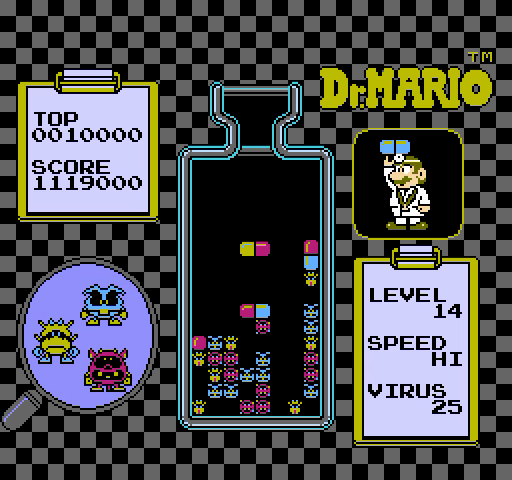 TM
Dr.MARIO
TOP
0010000
SCORE
1119000
LEVEL
14
SPEED
HI
VIRUS
25